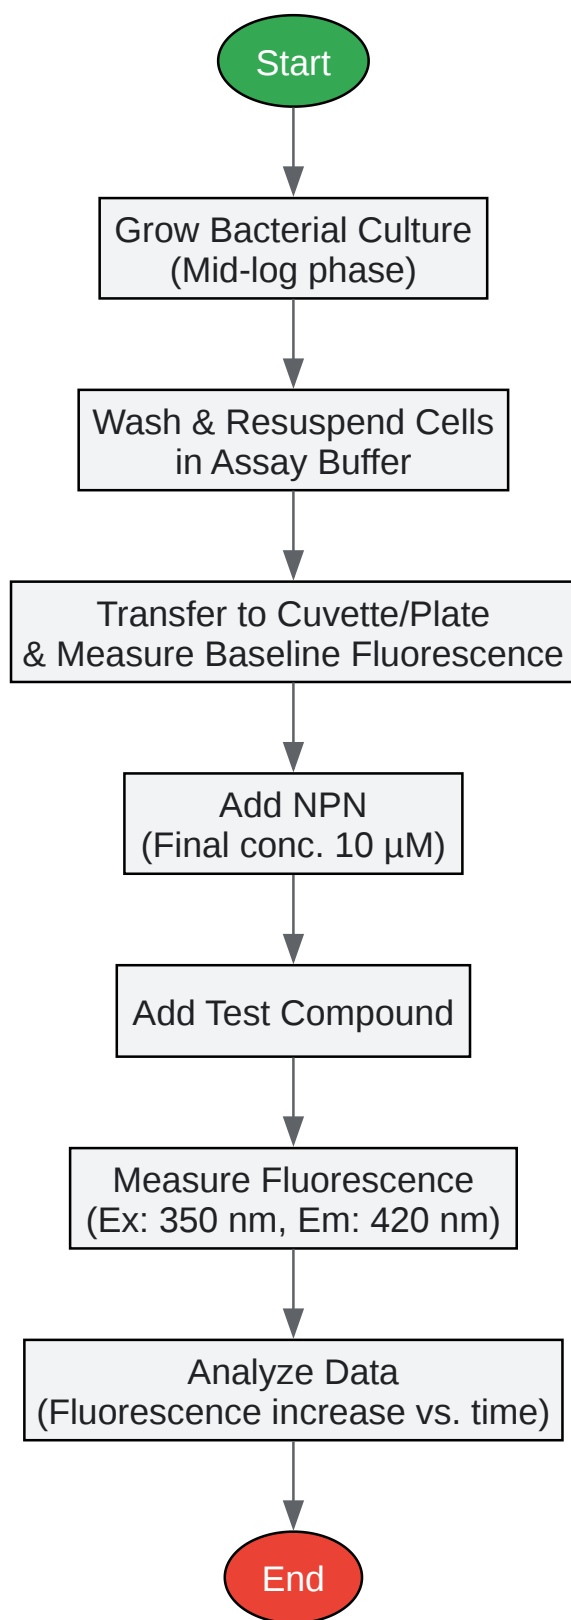 Start
Grow Bacterial Culture
(Mid-log phase)
Wash & Resuspend Cells
in Assay Buffer
Transfer to Cuvette/Plate
& Measure Baseline Fluorescence
Add NPN
(Final conc. 10 µM)
Add Test Compound
Measure Fluorescence
(Ex: 350 nm, Em: 420 nm)
Analyze Data
(Fluorescence increase vs. time)
End